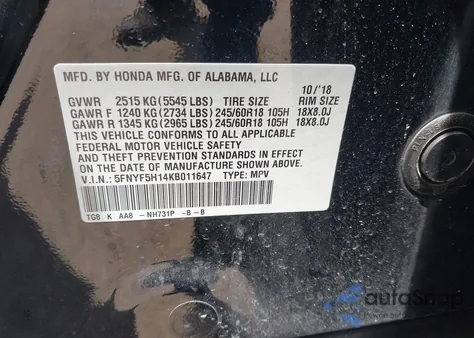 MFD. BY HONDA MFG. OF ALABAMA, LLC 10/'18
GVWR 2515 KG (5545 LBS) TIRE SIZE RIM SIZE
GAWR F 1240 KG (2734 LBS) 245/60R18 105H 18X8.0J
GAWR R 1345 KG (2965 LBS) 245/60R18 105H 18X8.0J
THIS VEHICLE CONFORMS TO ALL APPLICABLE
FEDERAL MOTOR VEHICLE SAFETY
AND THEFT PREVENTION STANDARDS IN EFFECT
ON THE DATE OF MANUFACTURE SHOWN ABOVE.
V.I.N: 5FNYF5H14KB011647 TYPE: MPV
TG8 K AA8 -NH731P -B-B
autoSnap